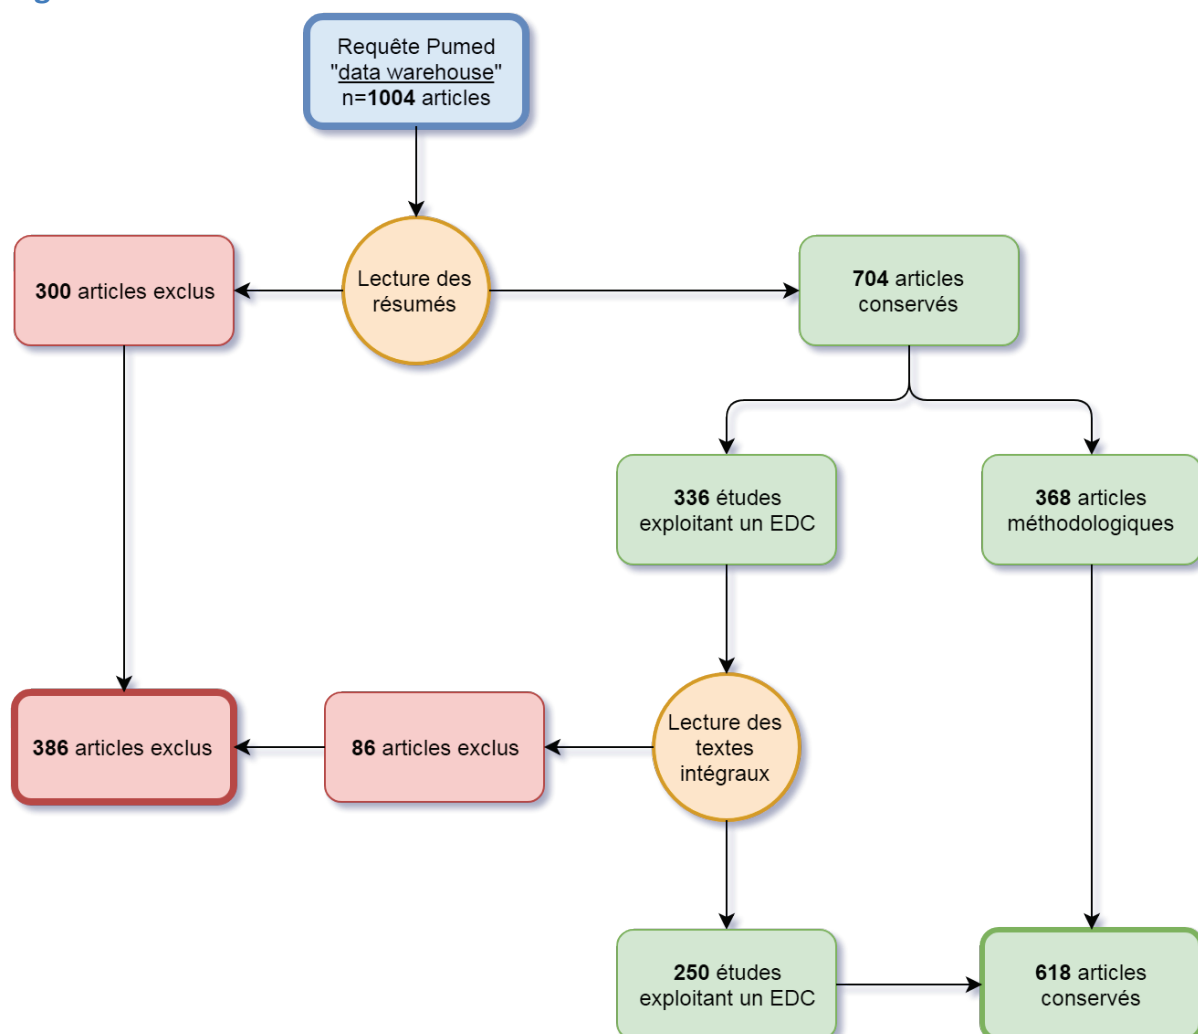 Requête Pumed
"data warehouse"
n=1004 articles
300 articles exclus
Lecture des
résumés
704 articles
conservés
336 études
exploitant un EDC
368 articles
méthodologiques
386 articles exclus
86 articles exclus
Lecture des
textes
intégraux
250 études
exploitant un EDC
618 articles
conservés